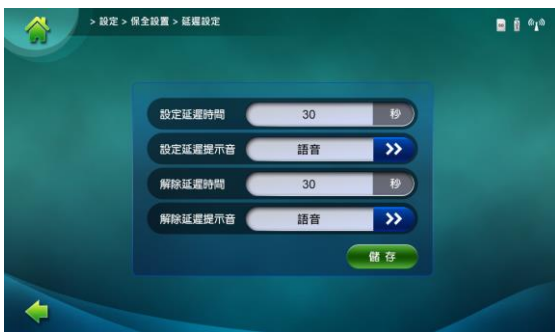 > 設定 > 保全設置 > 延遲設定
設定延遲時間 30 秒
設定延遲提示音 語音
解除延遲時間 30 秒
解除延遲提示音 語音
儲存